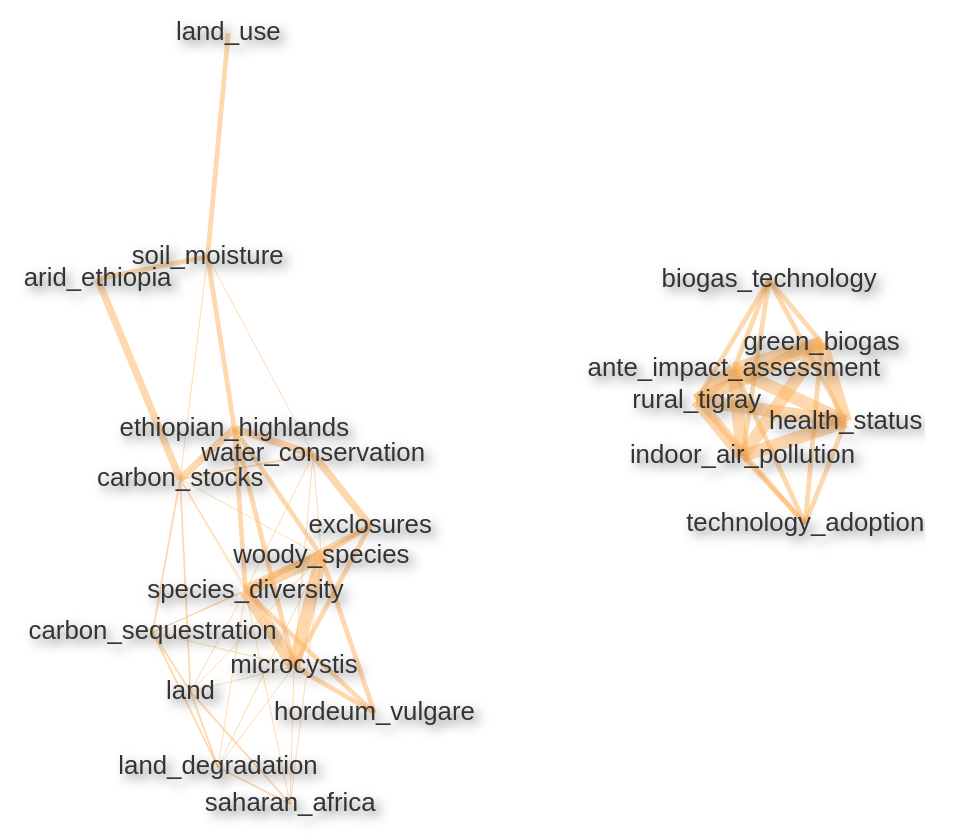 land_use
soil_moisture
arid_ethiopia
ethiopian_highlands
water_conservation
carbon_stocks
exclosures
woody_species
species_diversity
carbon_sequestration
microcystis
land
hordeum_vulgare
land_degradation
saharan_africa
biogas_technology
green_biogas
ante_impact_assessment
rural_tigray
health_status
indoor_air_pollution
technology_adoption